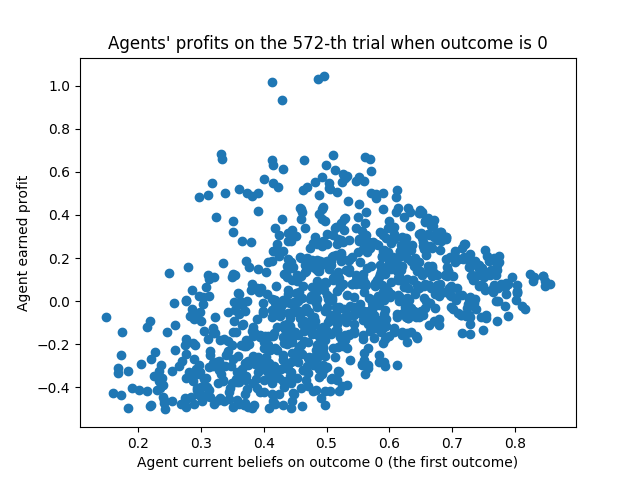 Agents' profits on the 572-th trial when outcome is 0
1.0
0.8
0.6
0.4
0.2
0.0
−0.2
−0.4
Agent earned profit
0.2 0.3 0.4 0.5 0.6 0.7 0.8
Agent current beliefs on outcome 0 (the first outcome)